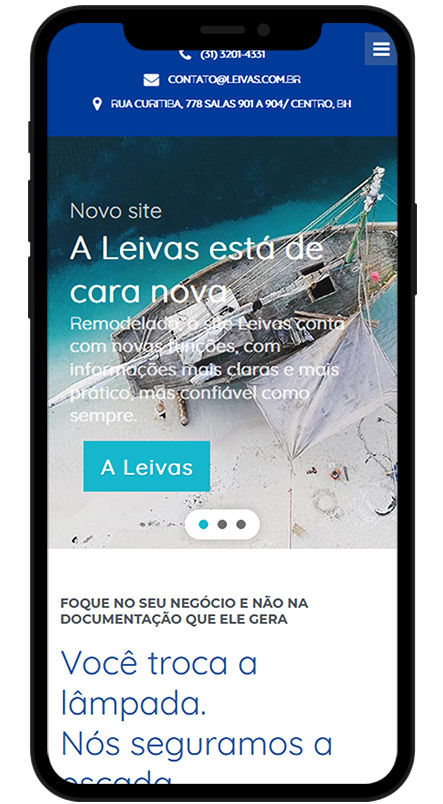 (31) 3201-4331
CONTATO@LEIVAS.COM.BR
RUA CURITIBA, 778 SALAS 901 A 904/ CENTRO, BH
Novo site
A Leivas está de
cara nova
Remodelado, o site Leivas conta
com novas funções, com
informações mais claras e mais
prático, mas confiável como
sempre.
A Leivas
FOQUE NO SEU NEGÓCIO E NÃO NA
DOCUMENTAÇÃO QUE ELE GERA
Você troca a
lâmpada.
Nós seguramos a
escada